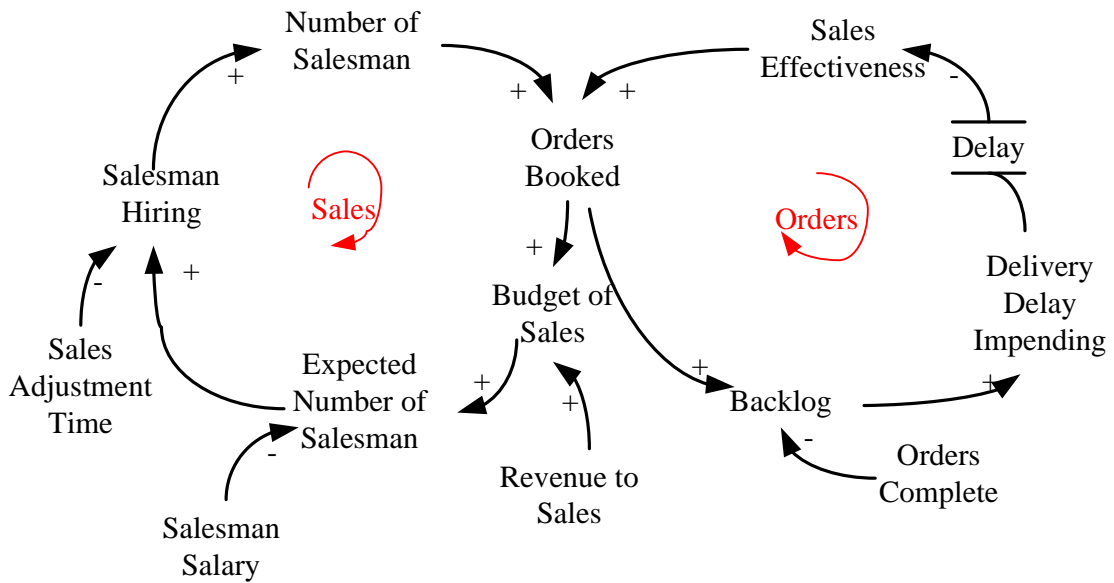 Number of
Salesman
+
+
Sales
Effectiveness
+
-
Delay
Orders
Booked
Salesman
Hiring
Sales
Orders
+
-
+
Budget of
Sales
Delivery
Delay
Impending
Sales
Adjustment
Time
Expected
Number of
Salesman
+
+
+
Backlog
+
-
-
Revenue to
Sales
Orders
Complete
Salesman
Salary